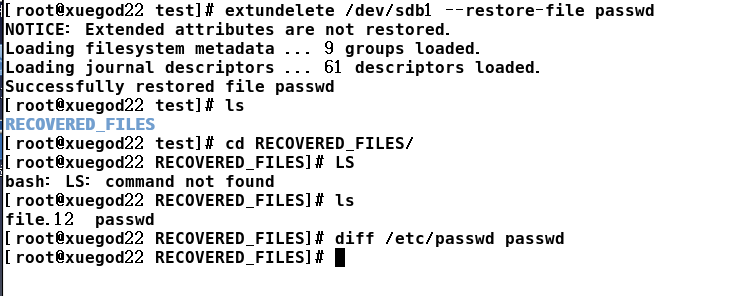 [root@xuegod22 test]# extundelete /dev/sdb1 --restore-file passwd
NOTICE: Extended attributes are not restored.
Loading filesystem metadata ... 9 groups loaded.
Loading journal descriptors ... 61 descriptors loaded.
Successfully restored file passwd
[root@xuegod22 test]# ls
RECOVERED_FILES
[root@xuegod22 test]# cd RECOVERED_FILES/
[root@xuegod22 RECOVERED_FILES]# LS
bash: LS: command not found
[root@xuegod22 RECOVERED_FILES]# ls
file.12  passwd
[root@xuegod22 RECOVERED_FILES]# diff /etc/passwd passwd
[root@xuegod22 RECOVERED_FILES]#